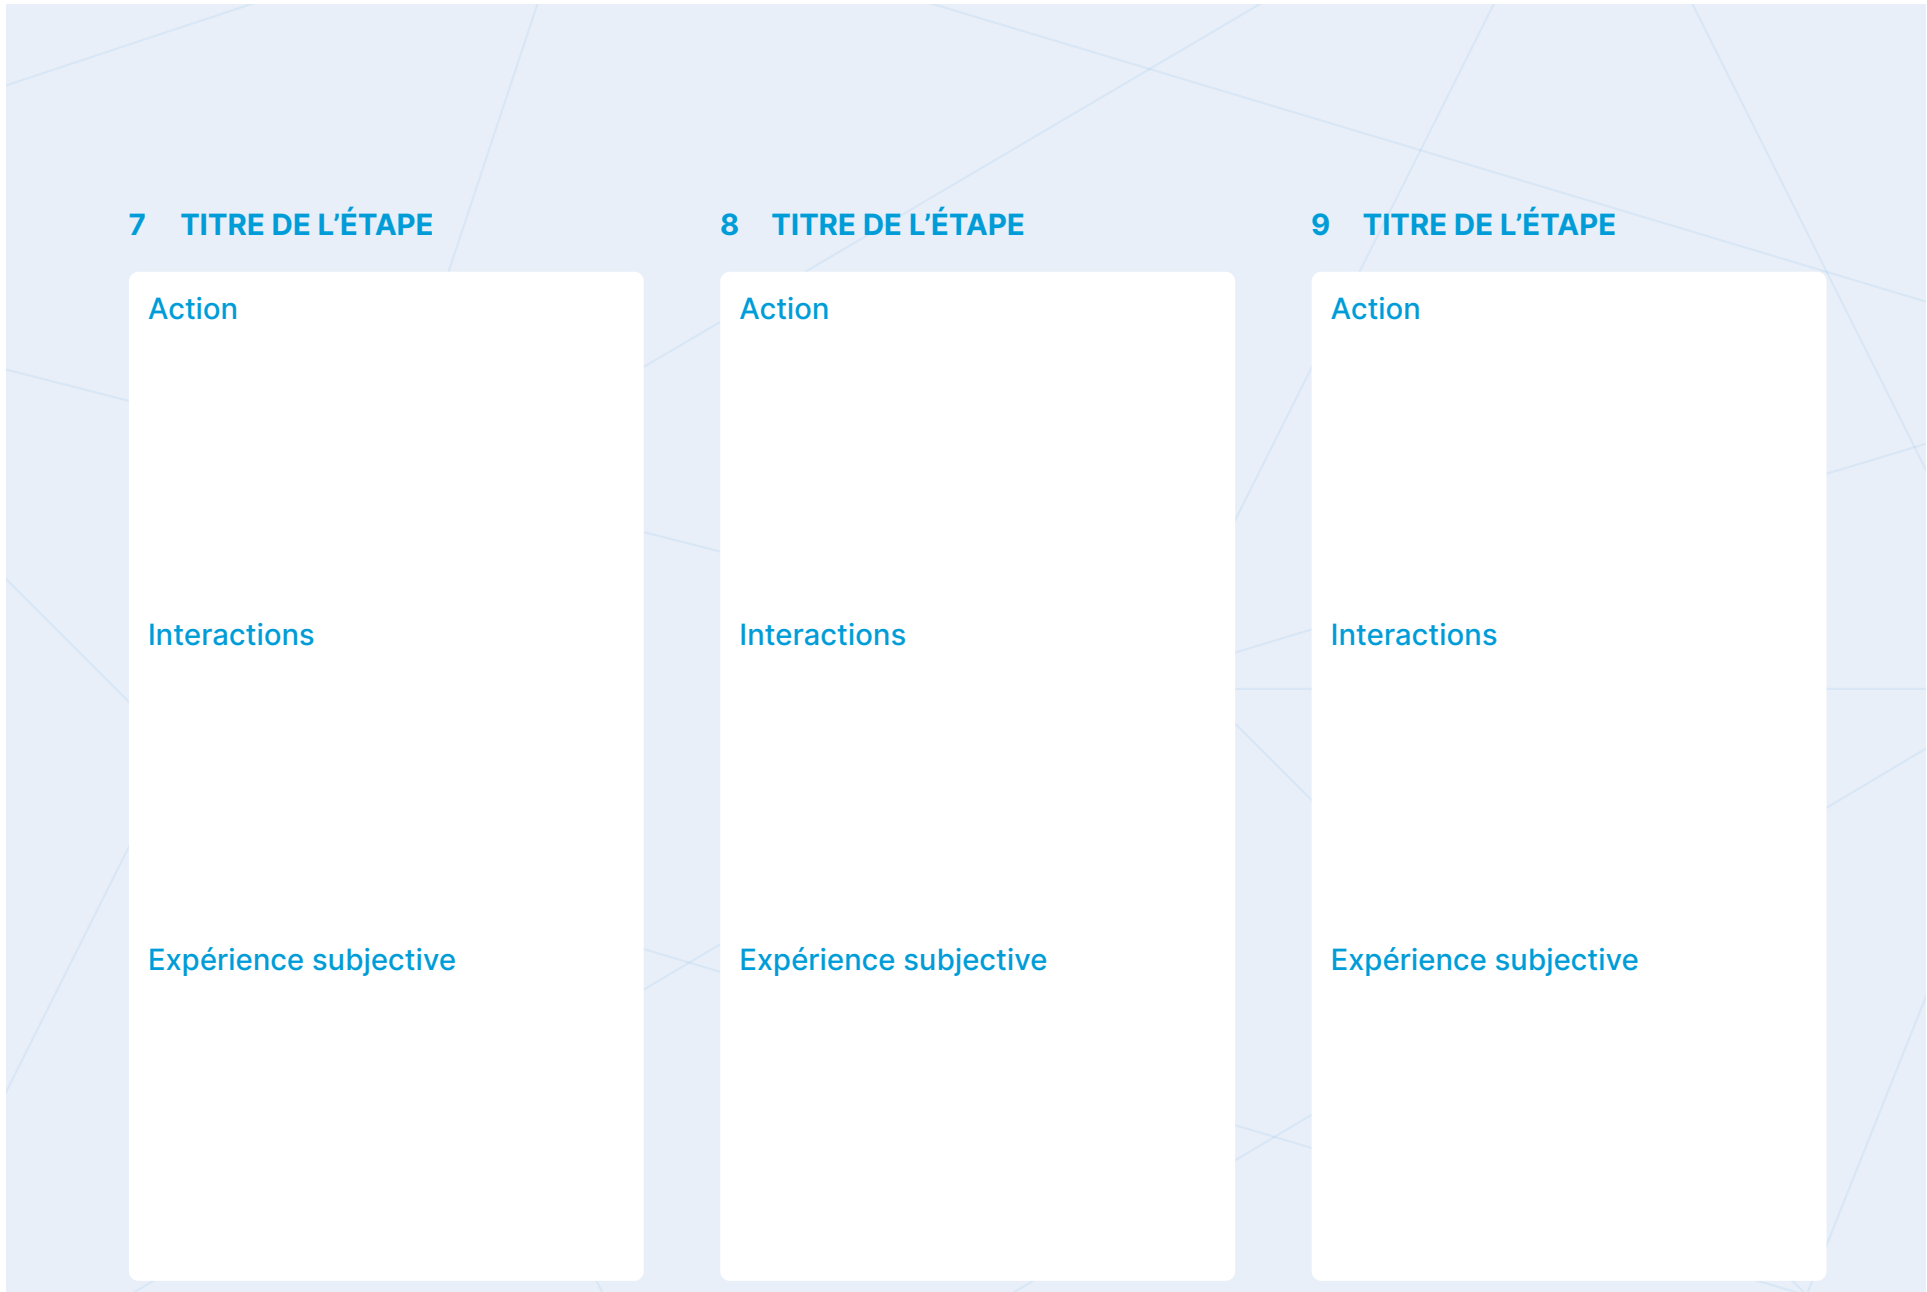 7 TITRE DE L’ÉTAPE
Action
Interactions
Expérience subjective
8 TITRE DE L’ÉTAPE
Action
Interactions
Expérience subjective
9 TITRE DE L’ÉTAPE
Action
Interactions
Expérience subjective